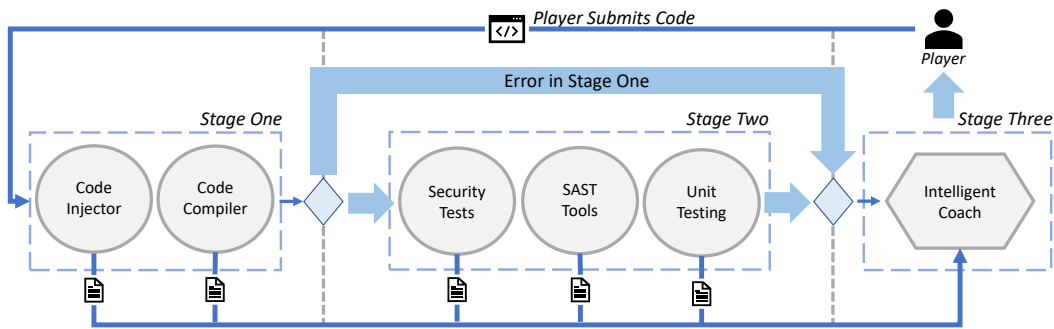 Player Submits Code
</>
Player
Error in Stage One
Stage One
Stage Two
Stage Three
Code
Injector
Code
Compiler
Security
Tests
SAST
Tools
Unit
Testing
Intelligent
Coach